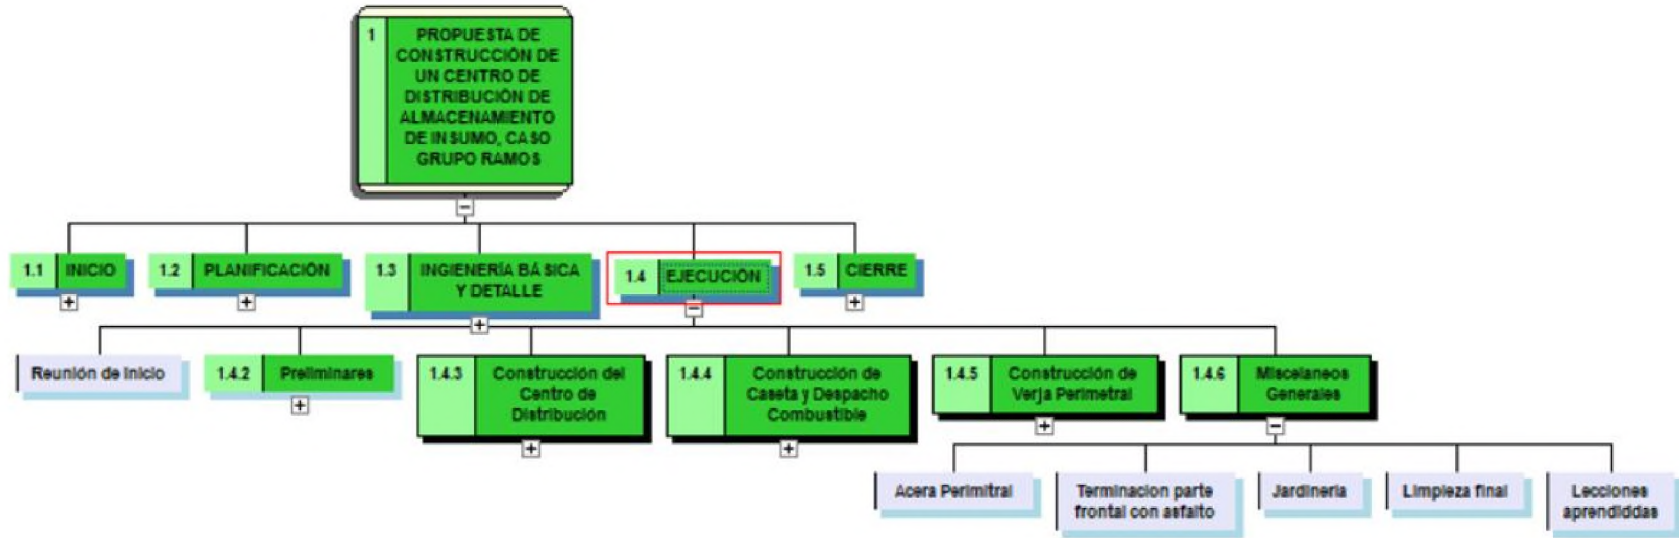 1
PROPUESTA DE
CONSTRUCCIÓN DE
UN CENTRO DE
DISTRIBUCIÓN DE
ALMACENAMIENTO
DE INSUMO, CASO
GRUPO RAMOS
1.1 INICIO
1.2 PLANIFICACIÓN
1.3 INGIENERÍA BÁSICA
Y DETALLE
1.4 EJECUCIÓN
1.5 CIERRE
Reunión de Inicio
1.4.2 Preliminares
1.4.3 Construcción del
Centro de
Distribución
1.4.4 Construcción de
Caseta y Despacho
Combustible
1.4.5 Construcción de
Verja Perimetral
1.4.6 Miscelaneos
Generales
Acera Perimitral
Terminacion parte
frontal con asfalto
Jardineria
Limpieza final
Lecciones
aprendiddas